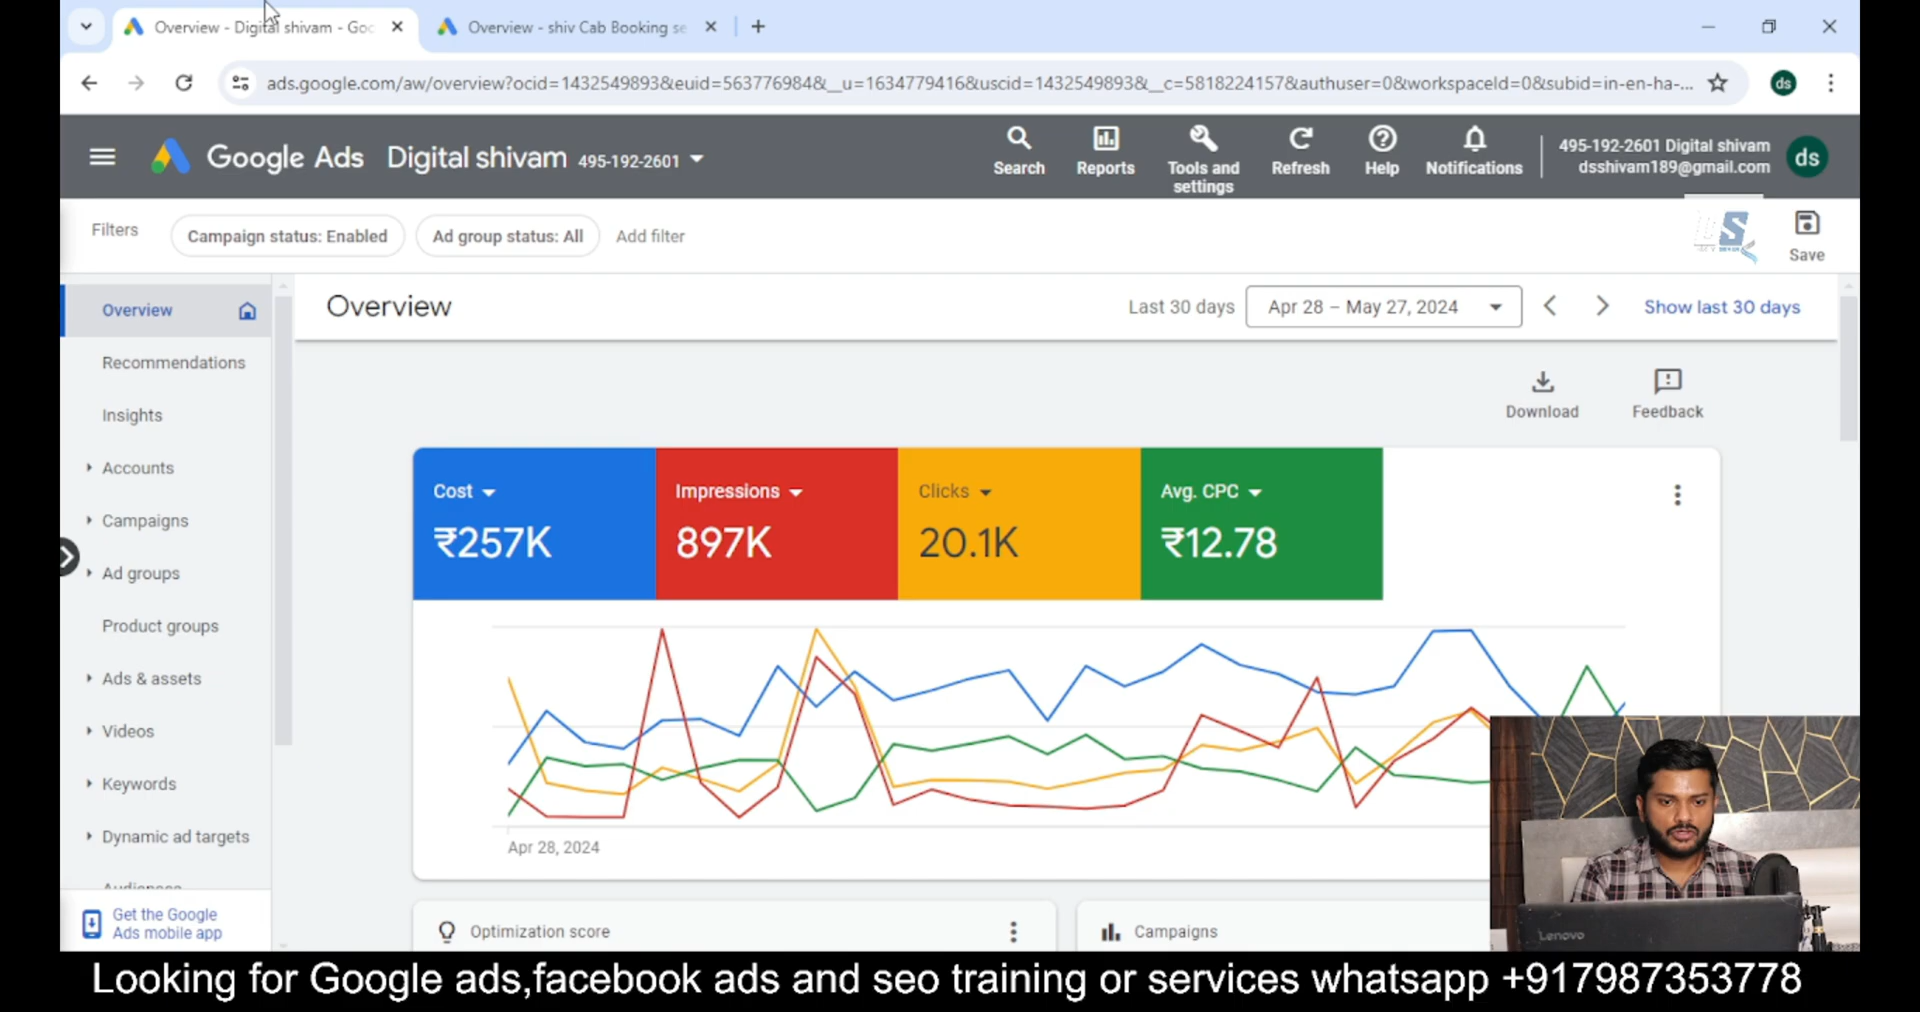 Overview - Digital shivam - Goo
Overview - shiv Cab Booking se
ads.google.com/aw/overview?ocid=1432549893&euid=563776984&__u=1634779416&uscid=1432549893&__c=5818224157&authuser=0&workspaceId=0&subid=in-en-ha-...
ds
Google Ads Digital shivam 495-192-2601
Search
Reports
Tools and
settings
Refresh
Help
Notifications
495-192-2601 Digital shivam
dsshivam189@gmail.com
ds
Filters
Campaign status: Enabled
Ad group status: All
Add filter
DS
Save
Overview
Recommendations
Insights
Accounts
Campaigns
Ad groups
Product groups
Ads & assets
Videos
Keywords
Dynamic ad targets
Audiences
Get the Google
Ads mobile app
Overview
Last 30 days
Apr 28 – May 27, 2024
Show last 30 days
Download
Feedback
Cost
₹257K
Impressions
897K
Clicks
20.1K
Avg. CPC
₹12.78
Apr 28, 2024
Optimization score
Campaigns
Lenovo
Looking for Google ads,facebook ads and seo training or services whatsapp +917987353778